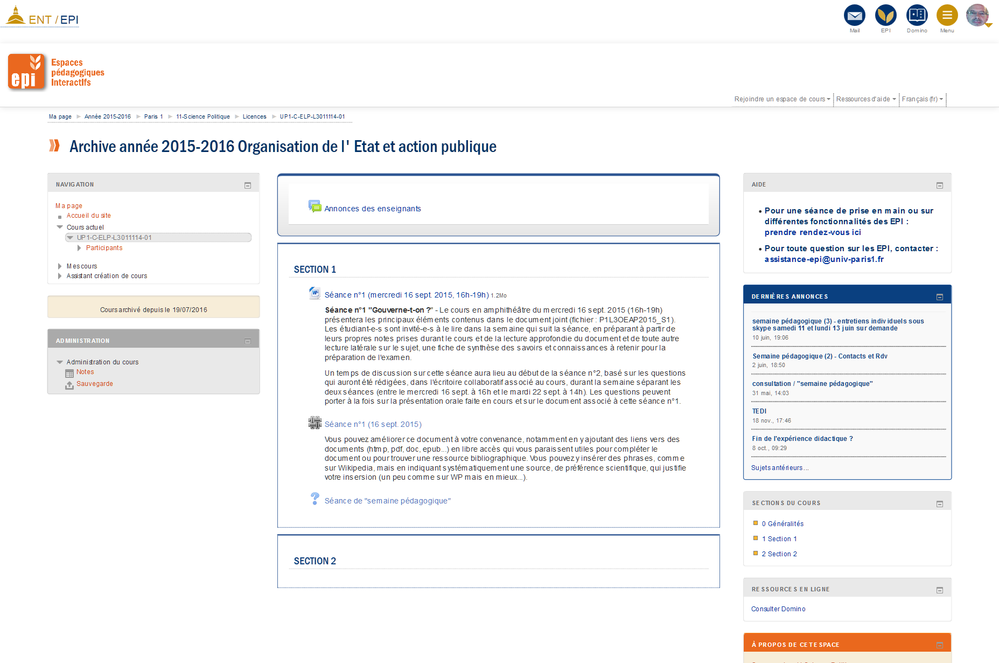 ENT / EPI
Mail
EPI
Domino
Menu
epi
Espaces
pédagogiques
Interactifs
Rejoindre un espace de cours
Ressources d'aide
Français (fr)
Ma page Année 2015-2016 Paris 1 11-Science Politique Licences UP1-C-ELP-L3011114-01
Archive année 2015-2016 Organisation de l' Etat et action publique
NAVIGATION
Ma page
Accueil du site
Cours actuel
UP1-C-ELP-L3011114-01
Participants
Mes cours
Assistant création de cours
Cours archivé depuis le 19/07/2016
ADMINISTRATION
Administration du cours
Notes
Sauvegarde
Annonces des enseignants
SECTION 1
Séance n°1 (mercredi 16 sept. 2015, 16h-19h) 1.2Mo
Séance n°1 "Gouverne-t-on ?" - Le cours en amphithéâtre du mercredi 16 sept. 2015 (16h-19h)
présentera les principaux éléments contenus dans le document joint (fichier : P1L3OEAP2015_S1).
Les étudiant-e-s sont invité-e-s à le lire dans la semaine qui suit la séance, en préparant à partir de
leurs propres notes prises durant le cours et de la lecture approfondie du document et de toute autre
lecture latérale sur le sujet, une fiche de synthèse des savoirs et connaissances à retenir pour la
préparation de l'examen.
Un temps de discussion sur cette séance aura lieu au début de la séance n°2, basé sur les questions
qui auront été rédigées, dans l'écritoire collaboratif associé au cours, durant la semaine séparant les
deux séances (entre le mercredi 16 sept. à 16h et le mardi 22 sept. à 14h). Les questions peuvent
porter à la fois sur la présentation orale faite en cours et sur le document associé à cette séance n°1.
Séance n°1 (16 sept. 2015)
Vous pouvez améliorer ce document à votre convenance, notamment en y ajoutant des liens vers des
documents (htmp, pdf, doc, epub...) en libre accès qui vous paraissent utiles pour compléter le
document ou pour trouver une ressource bibliographique. Vous pouvez y insérer des phrases, comme
sur Wikipedia, mais en indiquant systématiquement une source, de préférence scientifique, qui justifie
votre insersion (un peu comme sur WP mais en mieux...).
Séance de "semaine pédagogique"
SECTION 2
AIDE
• Pour une séance de prise en main ou sur
différentes fonctionnalités des EPI :
prendre rendez-vous ici
• Pour toute question sur les EPI, contacter :
assistance-epi@univ-paris1.fr
DERNIÈRES ANNONCES
semaine pédagogique (3) - entretiens individuels sous
skype samedi 11 et lundi 13 juin sur demande
10 juin, 19:06
Semaine pédagogique (2) - Contacts et Rdv
2 juin, 18:50
consultation / "semaine pédagogique"
31 mai, 14:03
TEDI
18 nov., 17:46
Fin de l'expérience didactique ?
8 oct., 09:29
Sujets antérieurs...
SECTIONS DU COURS
0 Généralités
1 Section 1
2 Section 2
RESSOURCES EN LIGNE
Consulter Domino
À PROPOS DE CET ESPACE